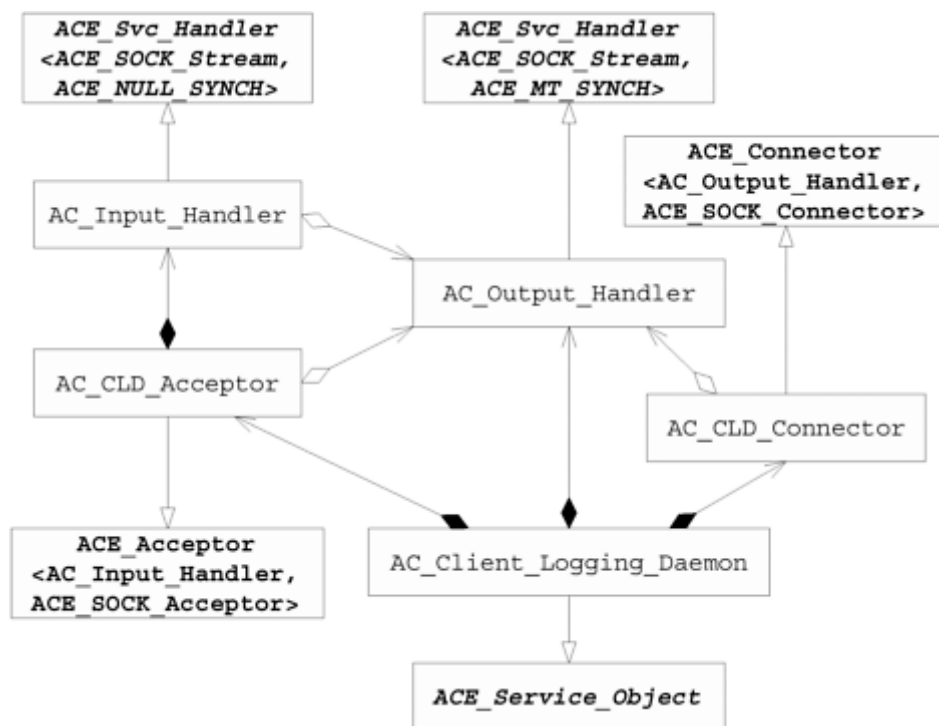 ACE_Svc_Handler
<ACE_SOCK_Stream,
ACE_NULL_SYNCH>
ACE_Svc_Handler
<ACE_SOCK_Stream,
ACE_MT_SYNCH>
ACE_Connector
<AC_Output_Handler,
ACE_SOCK_Connector>
AC_Input_Handler
AC_Output_Handler
AC_CLD_Acceptor
AC_CLD_Connector
ACE_Acceptor
<AC_Input_Handler,
ACE_SOCK_Acceptor>
AC_Client_Logging_Daemon
ACE_Service_Object